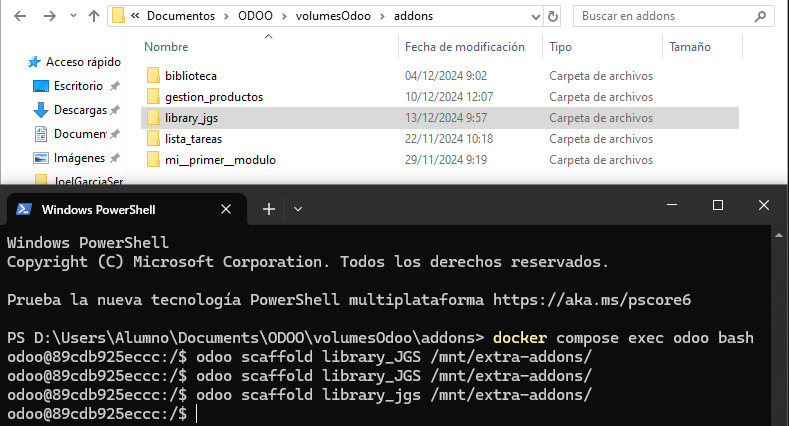 « Documentos > ODOO > volumesOdoo > addons
Buscar en addons
Nombre Fecha de modificación Tipo Tamaño
Acceso rápido
Escritorio
Descargas
Document
Imágenes
JoelGarciaSer
biblioteca 04/12/2024 9:02 Carpeta de archivos
gestion_productos 10/12/2024 12:07 Carpeta de archivos
library_jgs 13/12/2024 9:57 Carpeta de archivos
lista_tareas 22/11/2024 10:18 Carpeta de archivos
mi__primer__modulo 29/11/2024 9:19 Carpeta de archivos
Windows PowerShell
Windows PowerShell
Copyright (C) Microsoft Corporation. Todos los derechos reservados.
Prueba la nueva tecnología PowerShell multiplataforma https://aka.ms/pscore6
PS D:\Users\Alumno\Documents\ODOO\volumesOdoo\addons> docker compose exec odoo bash
odoo@89cdb925eccc:/$ odoo scaffold library_JGS /mnt/extra-addons/
odoo@89cdb925eccc:/$ odoo scaffold library_JGS /mnt/extra-addons/
odoo@89cdb925eccc:/$ odoo scaffold library_jgs /mnt/extra-addons/
odoo@89cdb925eccc:/$